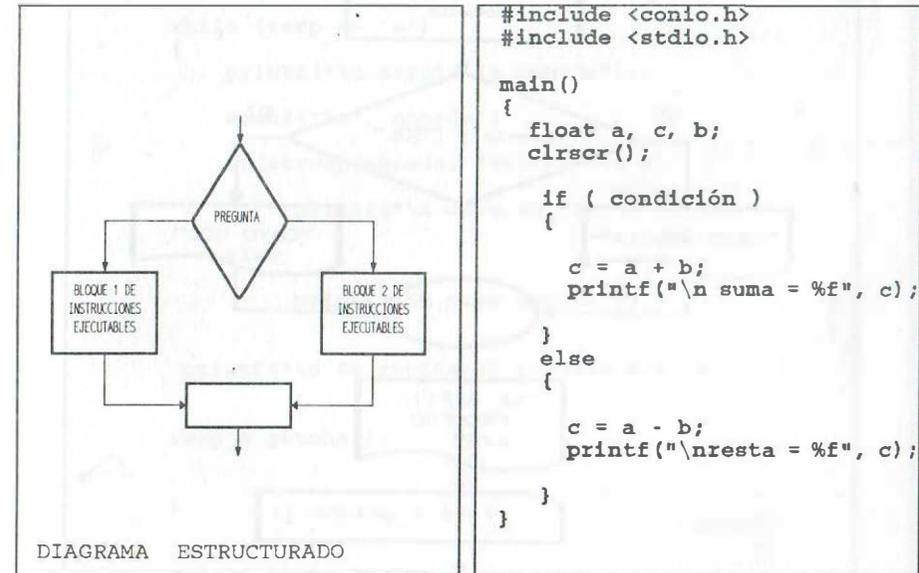 PREGUNTA
BLOQUE 1 DE
INSTRUCCIONES
EJECUTABLES
BLOQUE 2 DE
INSTRUCCIONES
EJECUTABLES
DIAGRAMA ESTRUCTURADO
#include <conio.h>
#include <stdio.h>
main()
{
float a, c, b;
clrscr();
if ( condición )
{
c = a + b;
printf("\n suma = %f", c);
}
else
{
c = a - b;
printf("\nresta = %f", c);
}
}